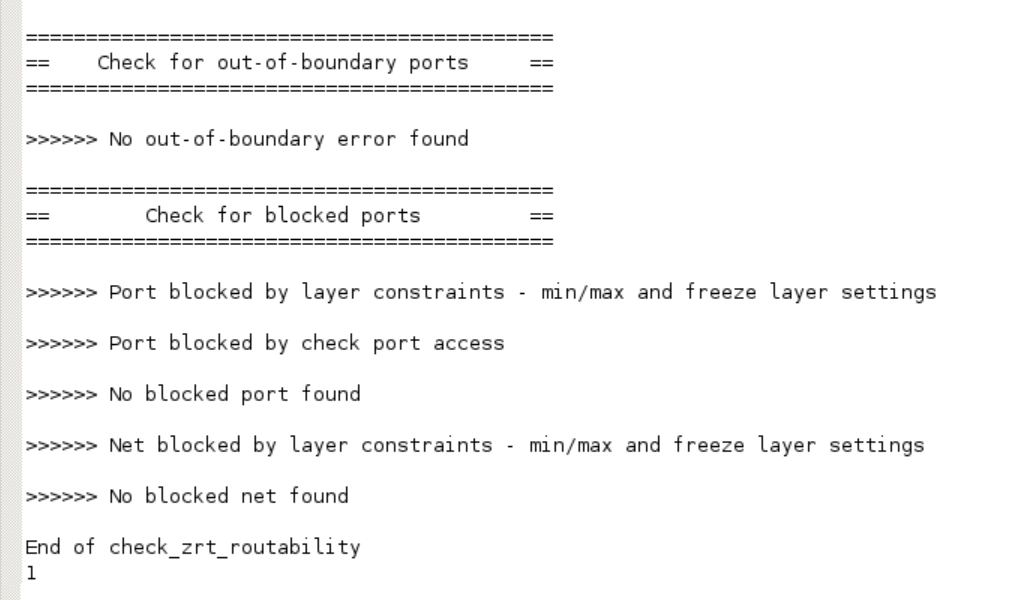 ============================================
==    Check for out-of-boundary ports     ==
============================================
>>>>>> No out-of-boundary error found
============================================
==        Check for blocked ports         ==
============================================
>>>>>> Port blocked by layer constraints - min/max and freeze layer settings
>>>>>> Port blocked by check port access
>>>>>> No blocked port found
>>>>>> Net blocked by layer constraints - min/max and freeze layer settings
>>>>>> No blocked net found
End of check_zrt_routability
1